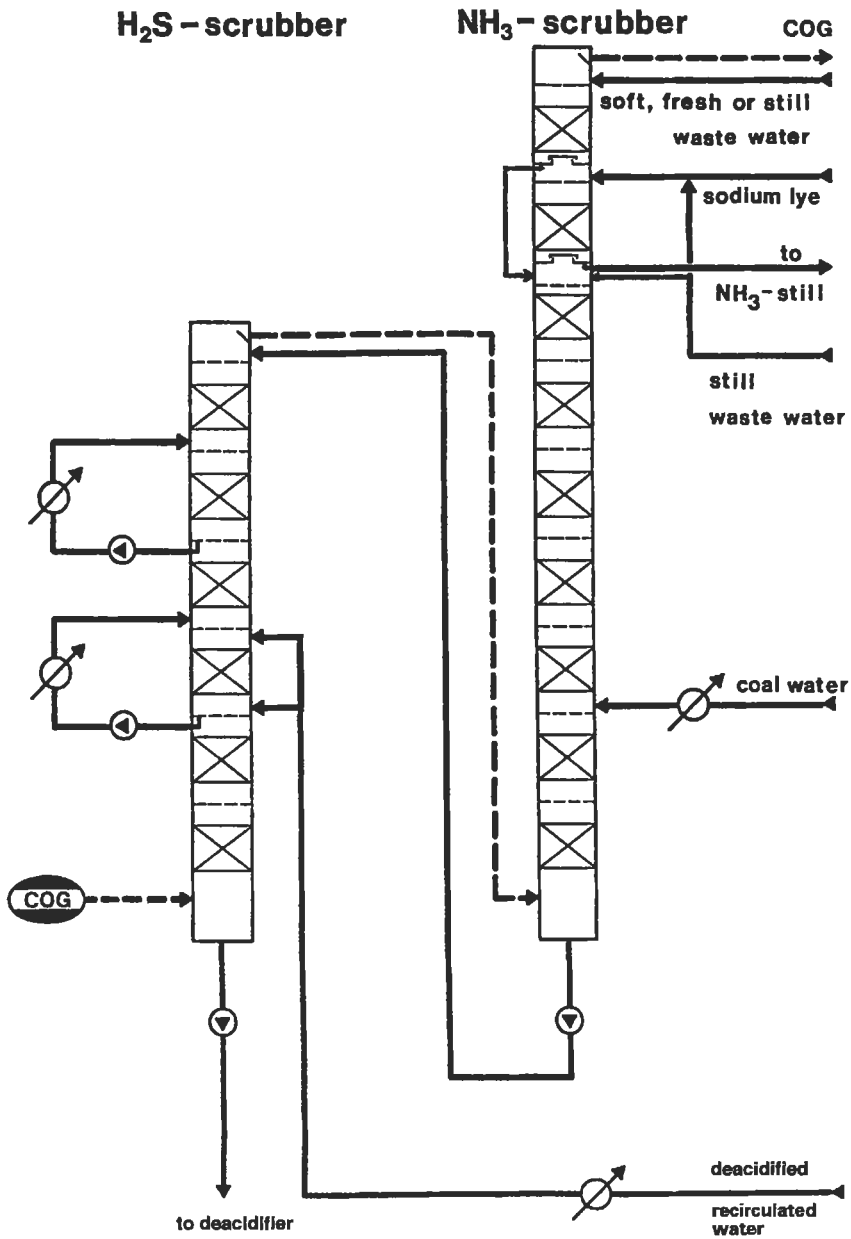 H₂S–scrubber
NH₃–scrubber
COG
soft, fresh or still
waste water
sodium lye
to
NH₃–still
still
waste water
coal water
COG
deacidified
recirculated
water
to deacidifier